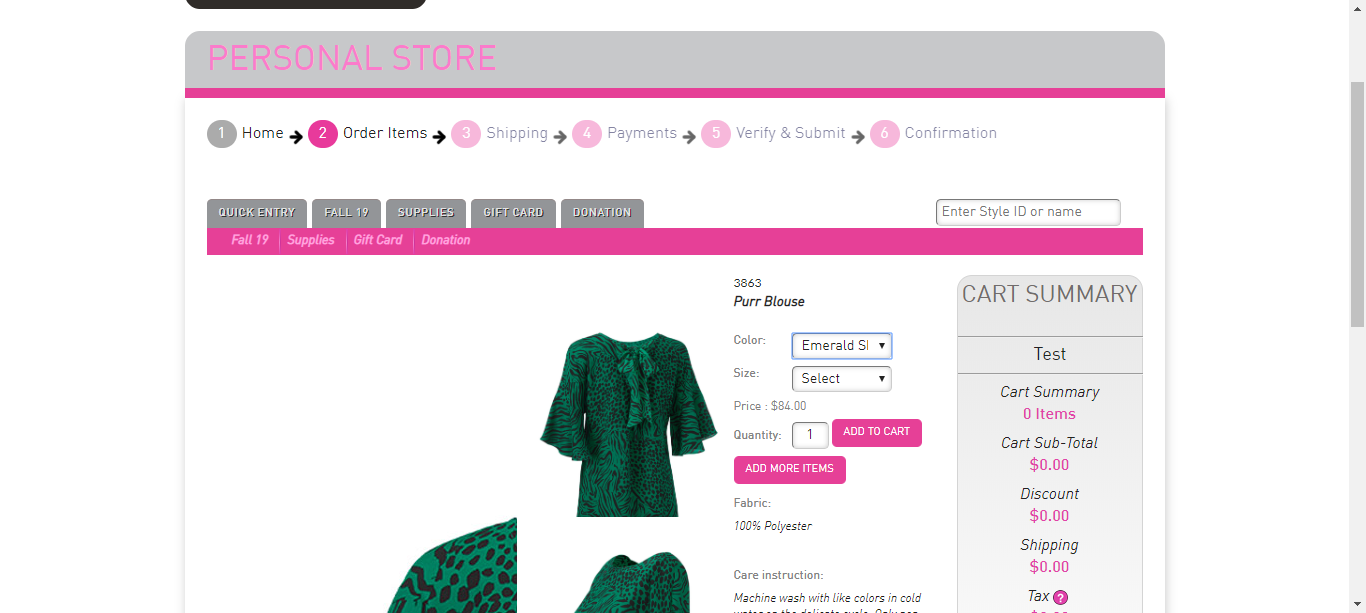 PERSONAL STORE
1 Home 2 Order Items 3 Shipping 4 Payments 5 Verify & Submit 6 Confirmation
QUICK ENTRY FALL 19 SUPPLIES GIFT CARD DONATION Enter Style ID or name
Fall 19 Supplies Gift Card Donation
3863
Purr Blouse
Color: Emerald
Size: Select
Price : $84.00
Quantity: 1 ADD TO CART
ADD MORE ITEMS
Fabric:
100% Polyester
Care instruction:
Machine wash with like colors in cold
CART SUMMARY
Test
Cart Summary
0 Items
Cart Sub-Total
$0.00
Discount
$0.00
Shipping
$0.00
Tax ?